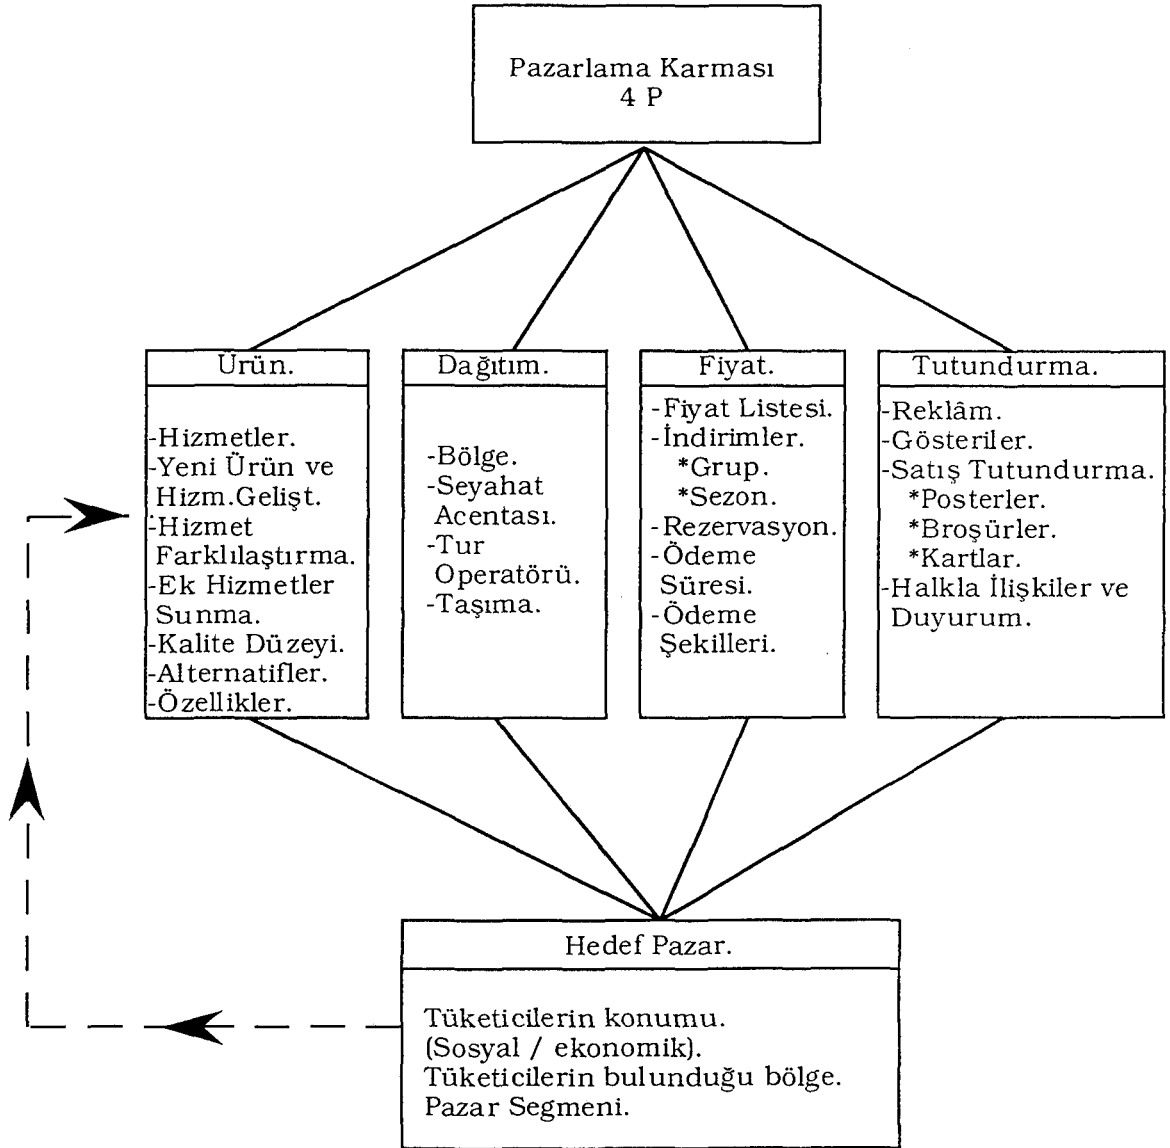 Pazarlama Karması
4 P
Ürün.
-Hizmetler.
-Yeni Ürün ve
Hizm.Gelişt.
-Hizmet
Farklılaştırma.
-Ek Hizmetler
Sunma.
-Kalite Düzeyi.
-Alternatifler.
-Özellikler.
Dağıtım.
-Bölge.
-Seyahat
Acentası.
-Tur
Operatörü.
-Taşıma.
Fiyat.
-Fiyat Listesi.
-İndirimler.
*Grup.
*Sezon.
-Rezervasyon.
-Ödeme
Süresi.
-Ödeme
Şekilleri.
Tutundurma.
-Reklâm.
-Gösteriler.
-Satış Tutundurma.
*Posterler.
*Broşürler.
*Kartlar.
-Halkla İlişkiler ve
Duyurum.
Hedef Pazar.
Tüketicilerin konumu.
(Sosyal / ekonomik).
Tüketicilerin bulunduğu bölge.
Pazar Segmeni.